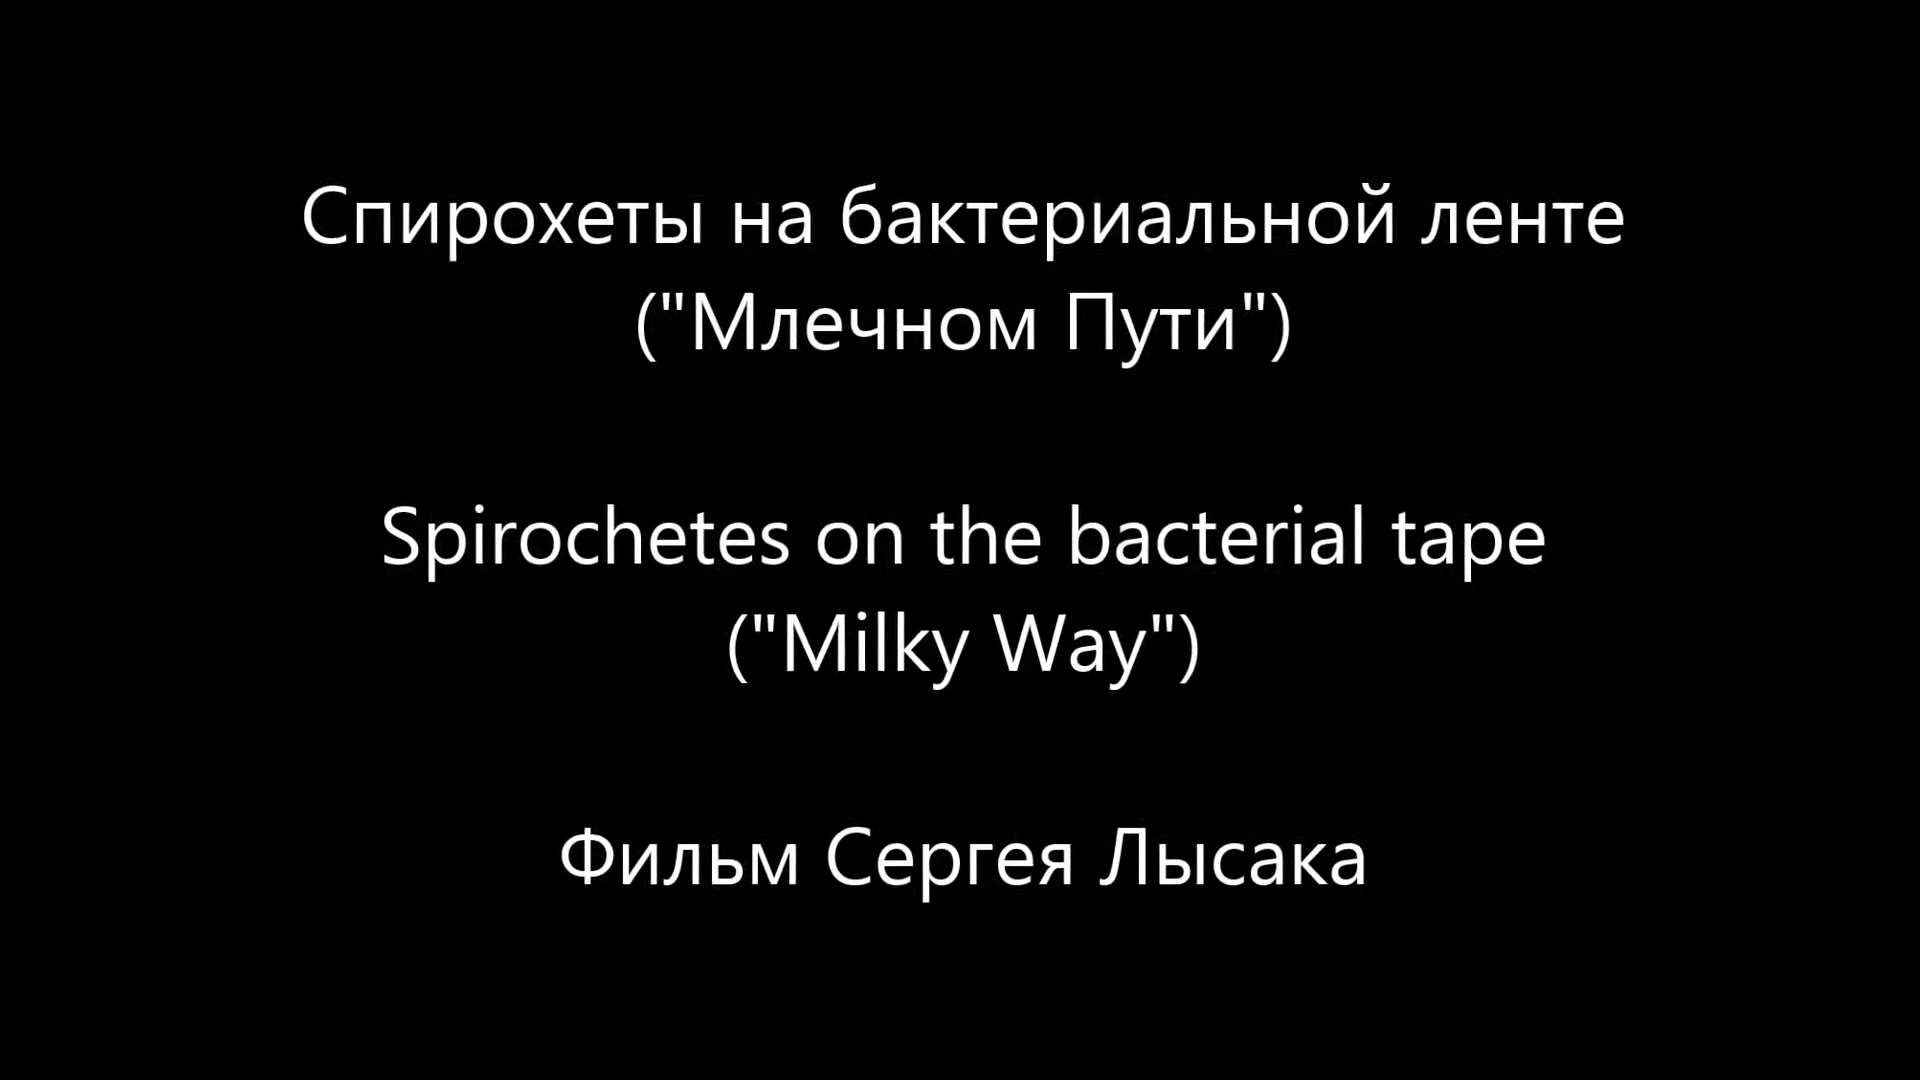 Спирохеты на бактериальной ленте
("Млечном Пути")
Spirochetes on the bacterial tape
("Milky Way")
Фильм Сергея Лысака